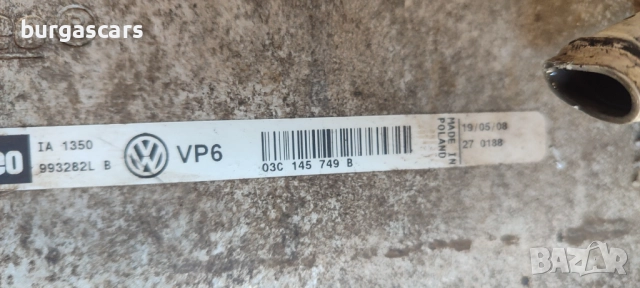 burgascars
eo
IA 1350
993282L B
VP6
03C 145 749 B
MADE IN
POLAND
19/05/08
27 0188
BAZAR